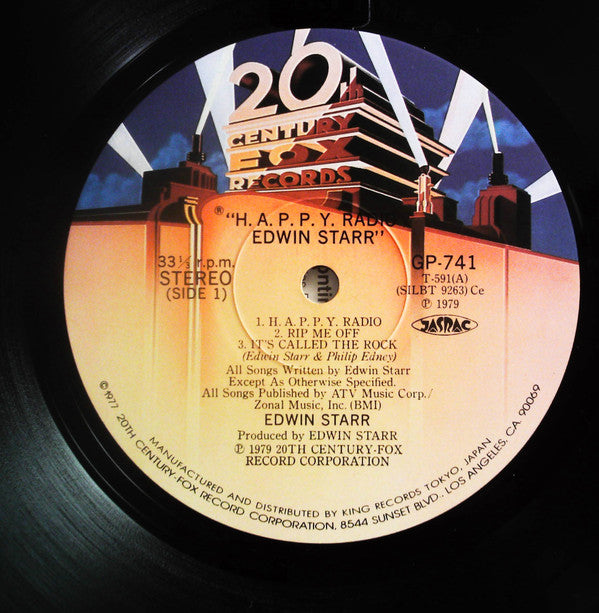 20th
CENTURY
FOX
RECORDS
®
"H. A. P. P. Y. RADIO
EDWIN STARR"
33 1/3 r.p.m.
STEREO
(SIDE 1)
GP-741
T-591(A)
(SILBT 9263) Ce
℗ 1979
JASRAC
1. H. A. P. P. Y. RADIO
2. RIP ME OFF
3. IT'S CALLED THE ROCK
(Edwin Starr & Philip Edncy)
All Songs Written by Edwin Starr
Except As Otherwise Specified.
All Songs Published by ATV Music Corp./
Zonal Music, Inc. (BMI)
EDWIN STARR
Produced by EDWIN STARR
℗ 1979 20TH CENTURY-FOX
RECORD CORPORATION
MANUFACTURED AND DISTRIBUTED BY KING RECORDS TOKYO, JAPAN
©1977 20TH CENTURY-FOX RECORD CORPORATION, 8544 SUNSET BLVD., LOS ANGELES, CA. 90069